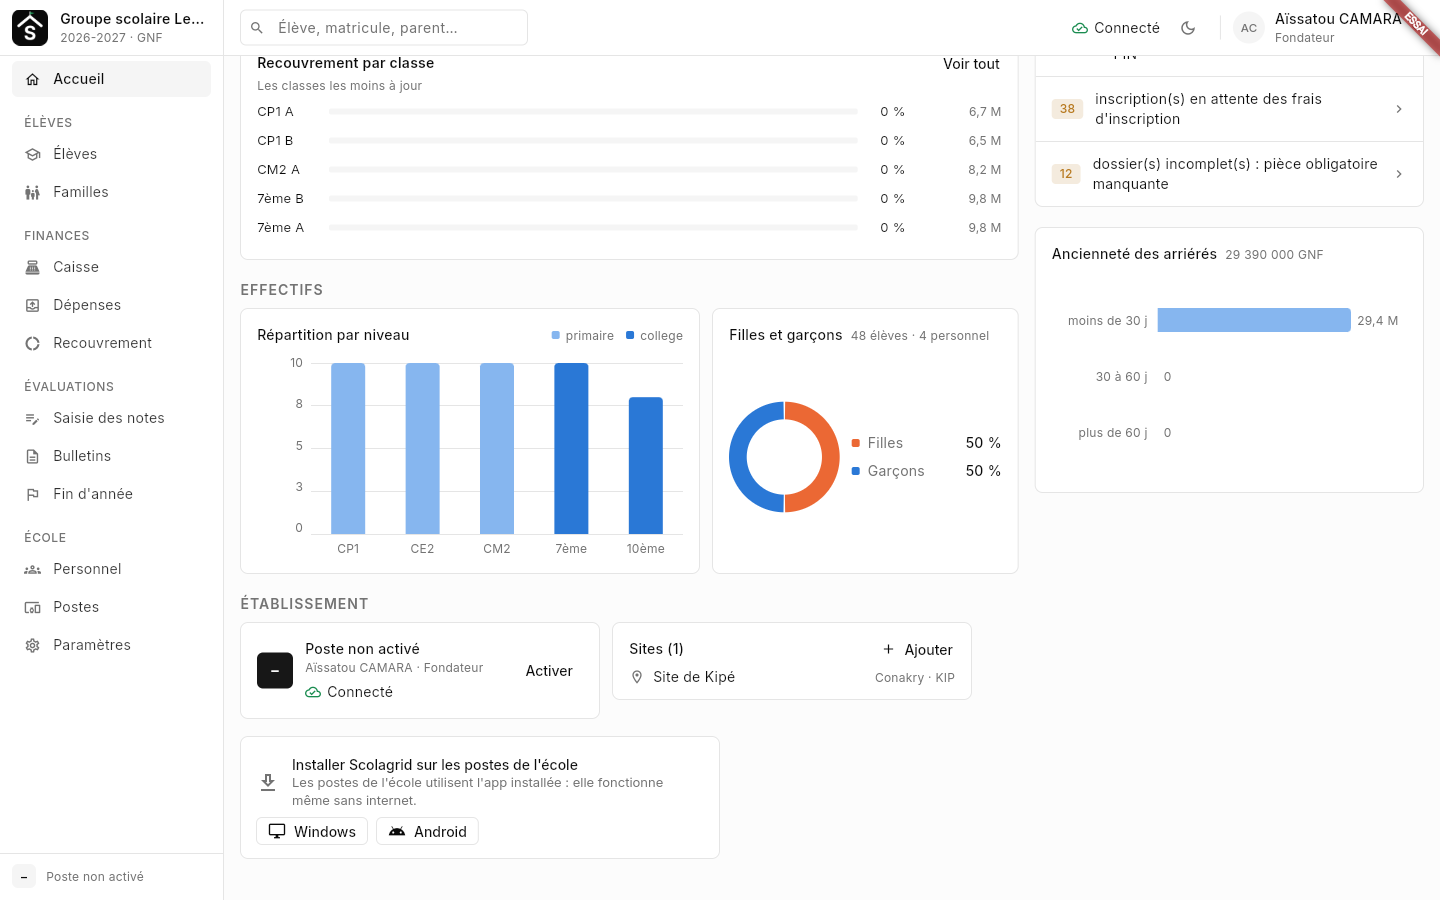 Groupe scolaire Le...
2026-2027 · GNF
Élève, matricule, parent...
Connecté
AC
Aïssatou CAMARA
Fondateur
ESSAI
Accueil
ÉLÈVES
Élèves
Familles
FINANCES
Caisse
Dépenses
Recouvrement
ÉVALUATIONS
Saisie des notes
Bulletins
Fin d'année
ÉCOLE
Personnel
Postes
Paramètres
–
Poste non activé
Recouvrement par classe
Voir tout
Les classes les moins à jour
CP1 A 0 % 6,7 M
CP1 B 0 % 6,5 M
CM2 A 0 % 8,2 M
7ème B 0 % 9,8 M
7ème A 0 % 9,8 M
38
inscription(s) en attente des frais
d'inscription
12
dossier(s) incomplet(s) : pièce obligatoire
manquante
Ancienneté des arriérés 29 390 000 GNF
moins de 30 j 29,4 M
30 à 60 j 0
plus de 60 j 0
EFFECTIFS
Répartition par niveau
primaire college
10
8
5
3
0
CP1 CE2 CM2 7ème 10ème
Filles et garçons 48 élèves · 4 personnel
Filles 50 %
Garçons 50 %
ÉTABLISSEMENT
–
Poste non activé
Aïssatou CAMARA · Fondateur
Connecté
Activer
Sites (1)
+ Ajouter
Site de Kipé
Conakry · KIP
Installer Scolagrid sur les postes de l'école
Les postes de l'école utilisent l'app installée : elle fonctionne
même sans internet.
Windows
Android